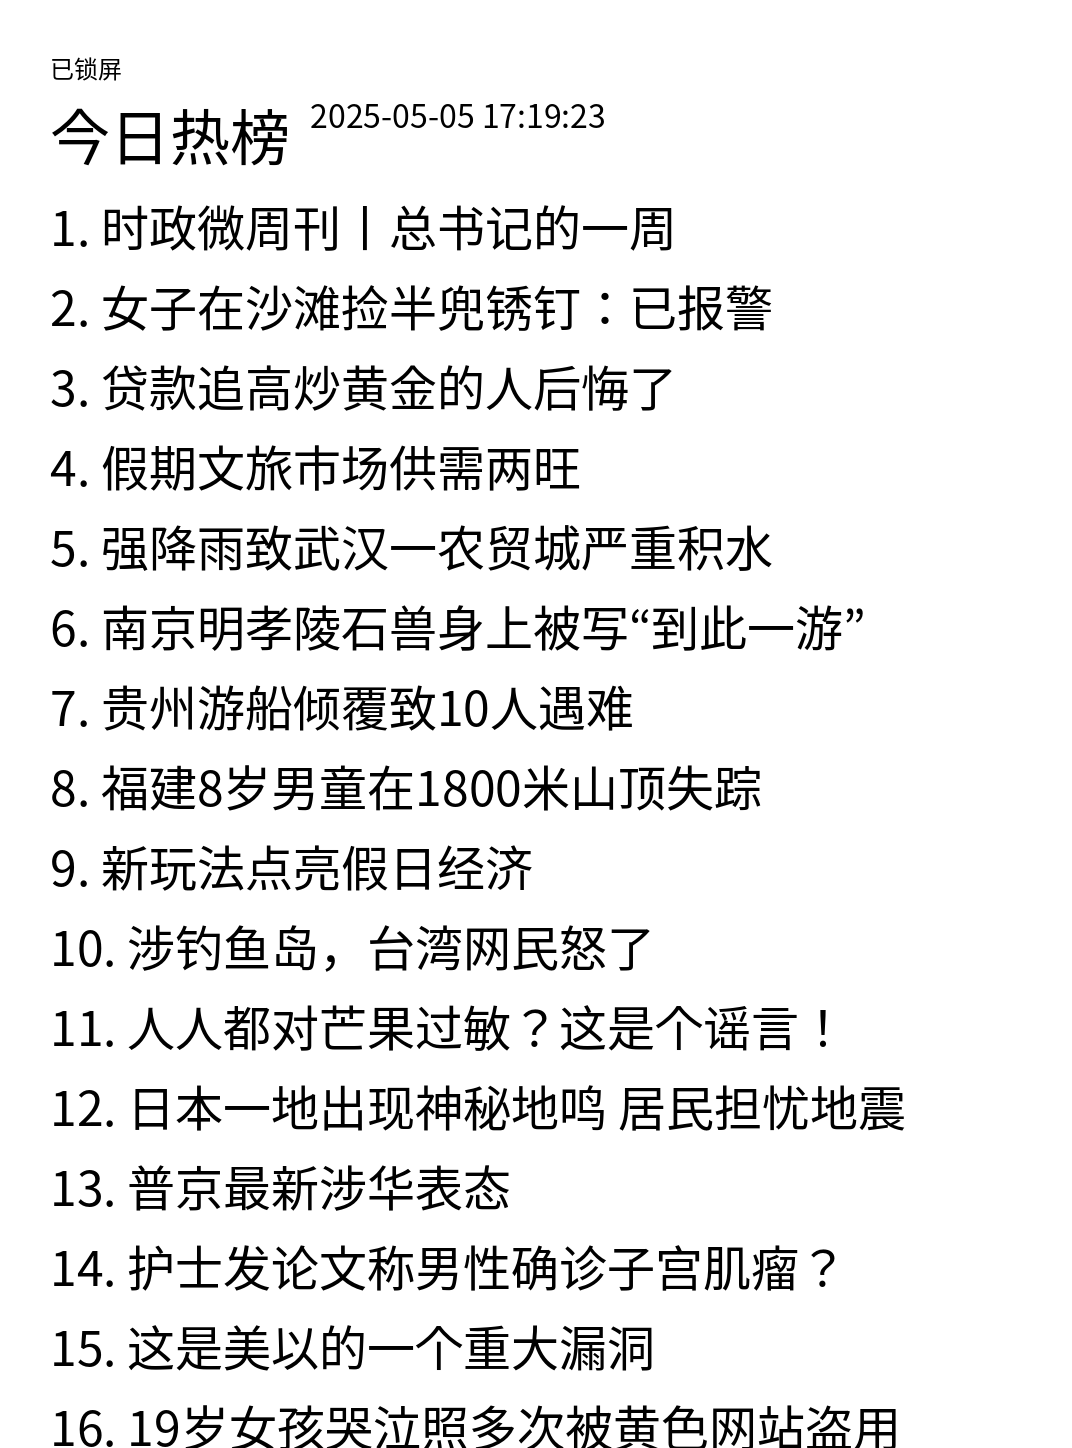 已锁屏
今日热榜 2025-05-05 17:19:23
1. 时政微周刊丨总书记的一周
2. 女子在沙滩捡半兜锈钉：已报警
3. 贷款追高炒黄金的人后悔了
4. 假期文旅市场供需两旺
5. 强降雨致武汉一农贸城严重积水
6. 南京明孝陵石兽身上被写“到此一游”
7. 贵州游船倾覆致10人遇难
8. 福建8岁男童在1800米山顶失踪
9. 新玩法点亮假日经济
10. 涉钓鱼岛，台湾网民怒了
11. 人人都对芒果过敏？这是个谣言！
12. 日本一地出现神秘地鸣 居民担忧地震
13. 普京最新涉华表态
14. 护士发论文称男性确诊子宫肌瘤？
15. 这是美以的一个重大漏洞
16. 19岁女孩哭泣照多次被黄色网站盗用